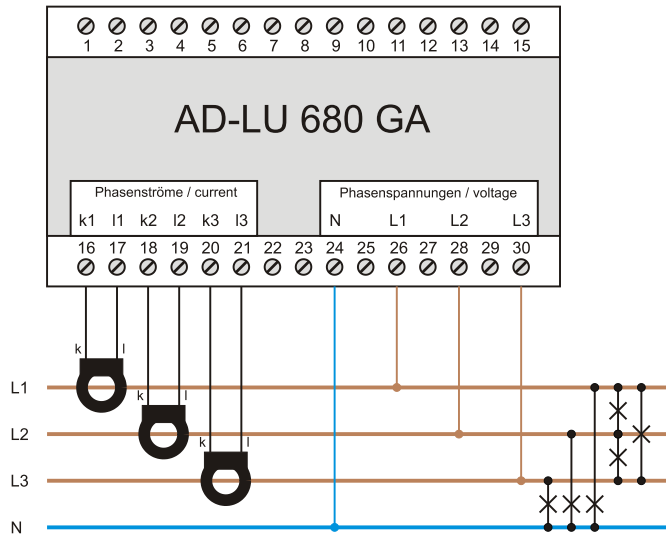 1 2 3 4 5 6 7 8 9 10 11 12 13 14 15
AD-LU 680 GA
Phasenströme / current
Phasenspannungen / voltage
k1 l1 k2 l2 k3 l3
N L1 L2 L3
16 17 18 19 20 21 22 23 24 25 26 27 28 29 30
k l
L1
k l
L2
k l
L3
N